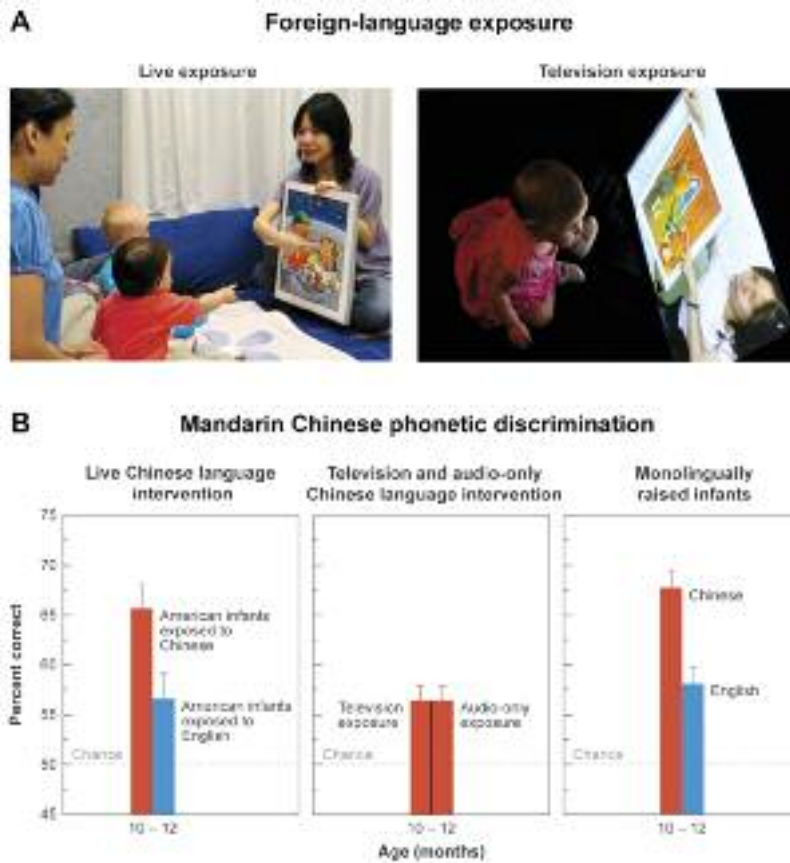 A
Foreign-language exposure
Live exposure
Television exposure
B
Mandarin Chinese phonetic discrimination
Live Chinese language
intervention
Television and audio-only
Chinese language intervention
Monolingually
raised infants
Percent correct
75
70
65
60
55
50
45
American infants
exposed to
Chinese
American infants
exposed to
English
Chance
10 – 12
Television
exposure
Audio-only
exposure
Chance
10 – 12
Chinese
English
Chance
10 – 12
Age (months)